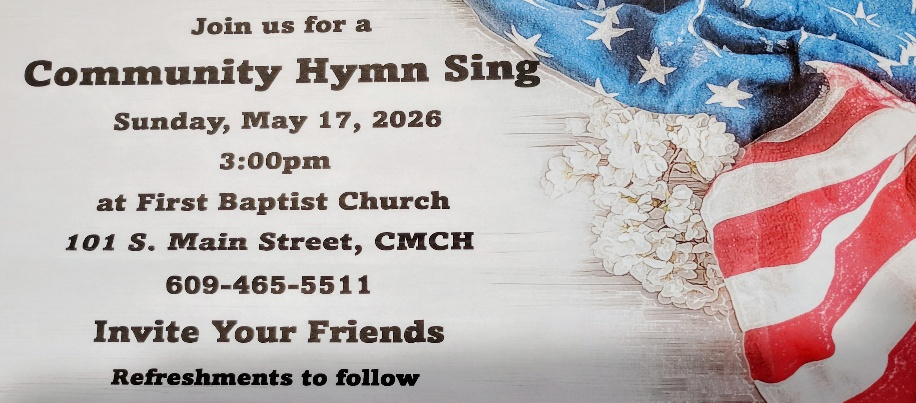 Join us for a
Community Hymn Sing
Sunday, May 17, 2026
3:00pm
at First Baptist Church
101 S. Main Street, CMCH
609-465-5511
Invite Your Friends
Refreshments to follow